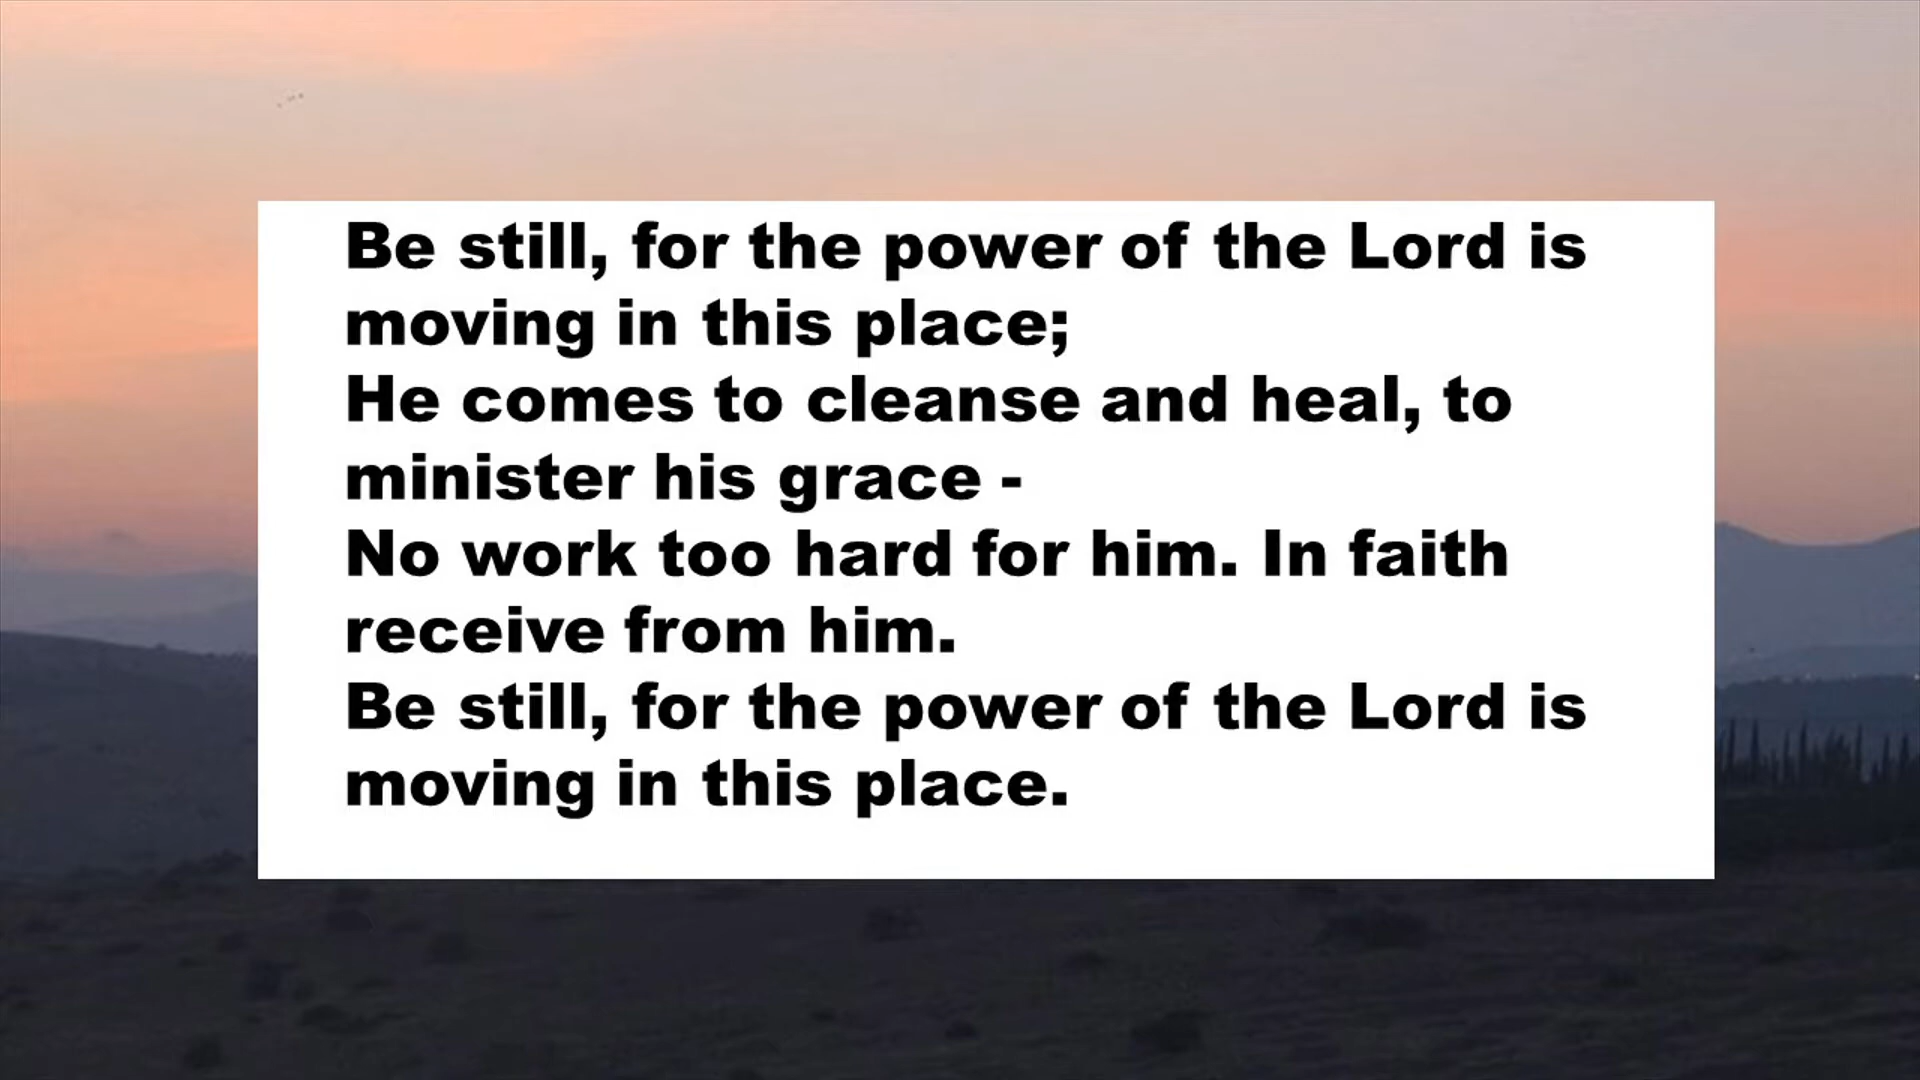 Be still, for the power of the Lord is
moving in this place;
He comes to cleanse and heal, to
minister his grace -
No work too hard for him. In faith
receive from him.
Be still, for the power of the Lord is
moving in this place.